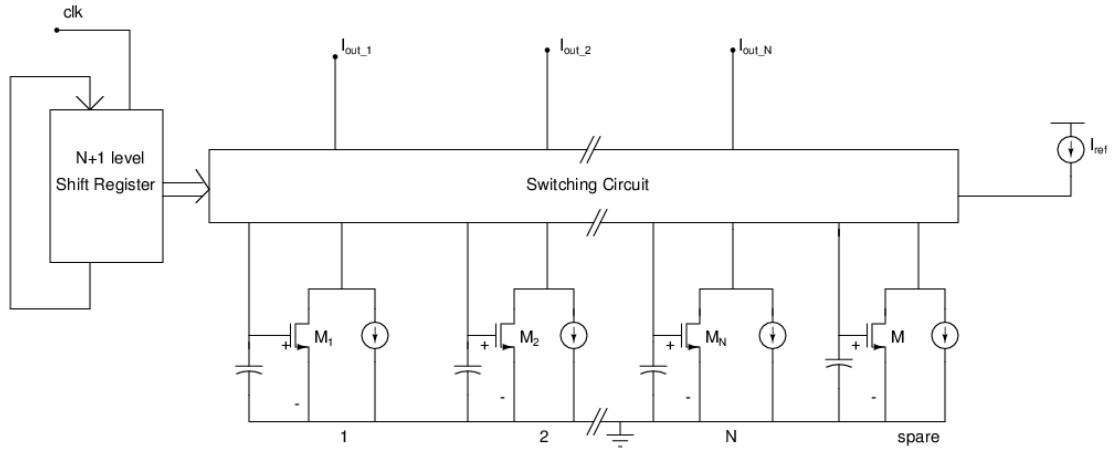 clk
I_out_1
I_out_2
I_out_N
N+1 level
Shift Register
Switching Circuit
I_ref
M_1
M_2
M_N
M
+
+
+
+
-
-
-
-
1
2
N
spare